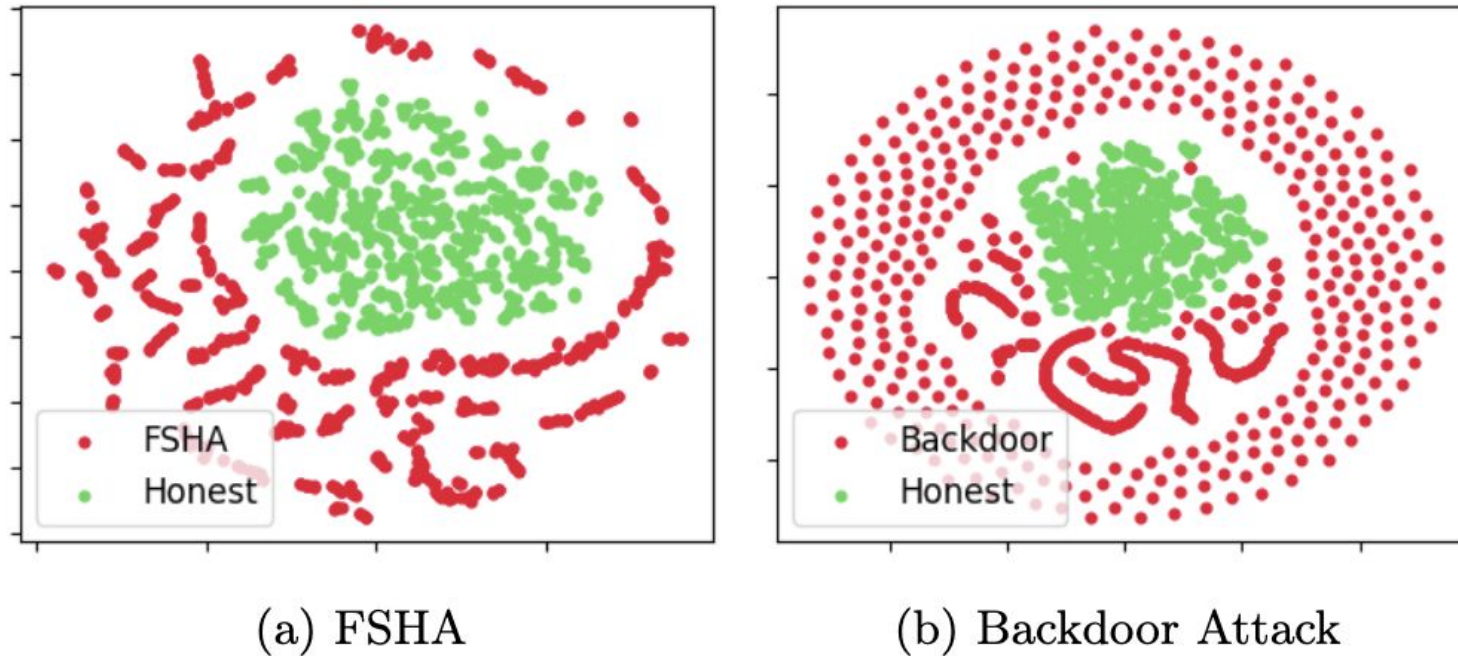 FSHA
Honest
Backdoor
Honest
(a) FSHA
(b) Backdoor Attack